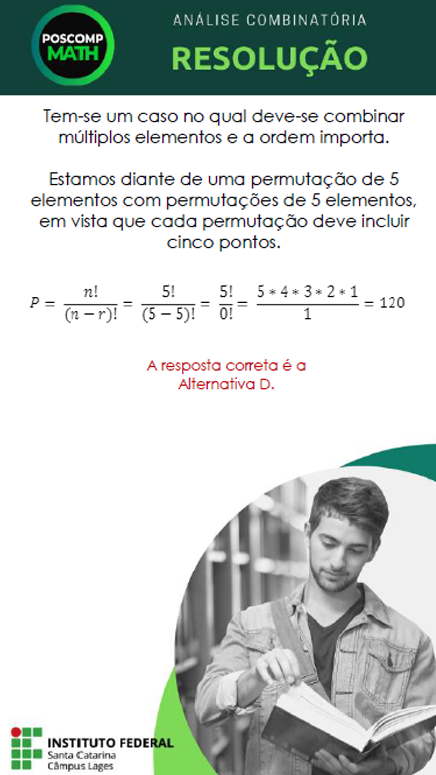 POSCOMP
MATH
ANÁLISE COMBINATÓRIA
RESOLUÇÃO
Tem-se um caso no qual deve-se combinar
múltiplos elementos e a ordem importa.
Estamos diante de uma permutação de 5
elementos com permutações de 5 elementos,
em vista que cada permutação deve incluir
cinco pontos.
P = n!/(n − r)! = 5!/(5 − 5)! = 5!/0! = 5 * 4 * 3 * 2 * 1/1 = 120
A resposta correta é a
Alternativa D.
INSTITUTO FEDERAL
Santa Catarina
Câmpus Lages